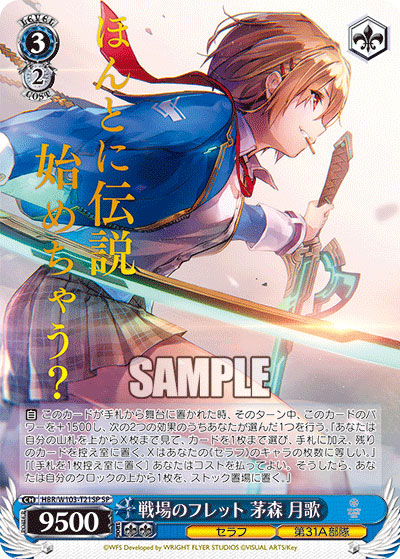 LEVEL
3
2
COST
ほんとに伝説
始めちゃう?
SAMPLE
自 このカードが手札から舞台に置かれた時、そのターン中、このカードのパ
ワーを+1500し、次の2つの効果のうちあなたが選んだ1つを行う。『あなたは
自分の山札を上からX枚まで見て、カードを1枚まで選び、手札に加え、残り
のカードを控え室に置く。Xはあなたの《セラフ》のキャラの枚数に等しい。』
『[手札を1枚控え室に置く] あなたはコストを払ってよい。そうしたら、あな
たは自分のクロックの上から1枚を、ストック置場に置く。』
CH
HBR/W103-T21SP SP
戦場のフレット 茅森 月歌
9500
セラフ
第31A部隊
©WFS Developed by WRIGHT FLYER STUDIOS ©VISUAL ARTS/Key